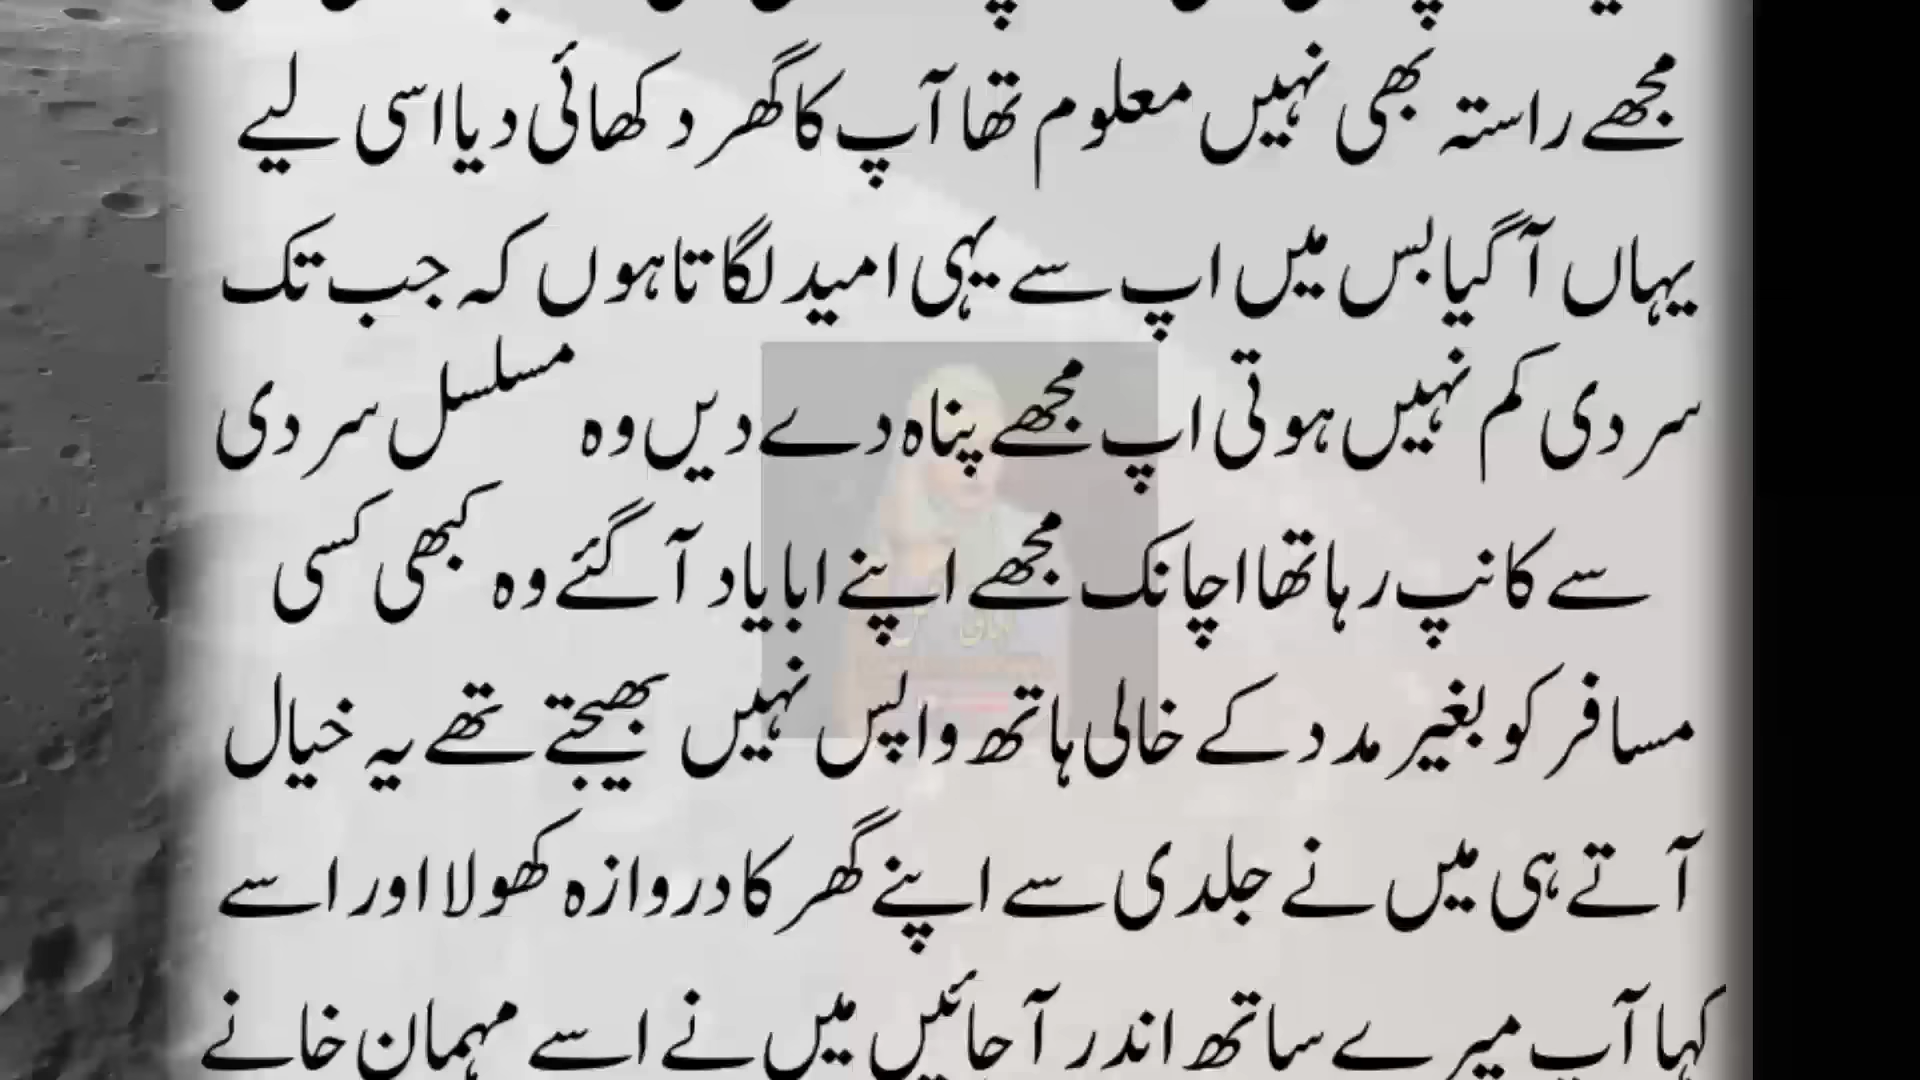 مجھے راستہ بھی نہیں معلوم تھا آپ کا گھر دکھائی دیا اسی لیے
یہاں آگیا بس میں اپ سے یہی امید لگاتا ہوں کہ جب تک
سردی کم نہیں ہوتی اپ مجھے پناہ دے دیں وہ مسلسل سردی
سے کانپ رہا تھا اچانک مجھے اپنے ابا یاد آگئے وہ کبھی کسی
مسافر کو بغیر مدد کے خالی ہاتھ واپس نہیں بھیجتے تھے یہ خیال
آتے ہی میں نے جلدی سے اپنے گھر کا دروازہ کھولا اور اسے
کہا آپ میرے ساتھ اندر آجائیں میں نے اسے مہمان خانے